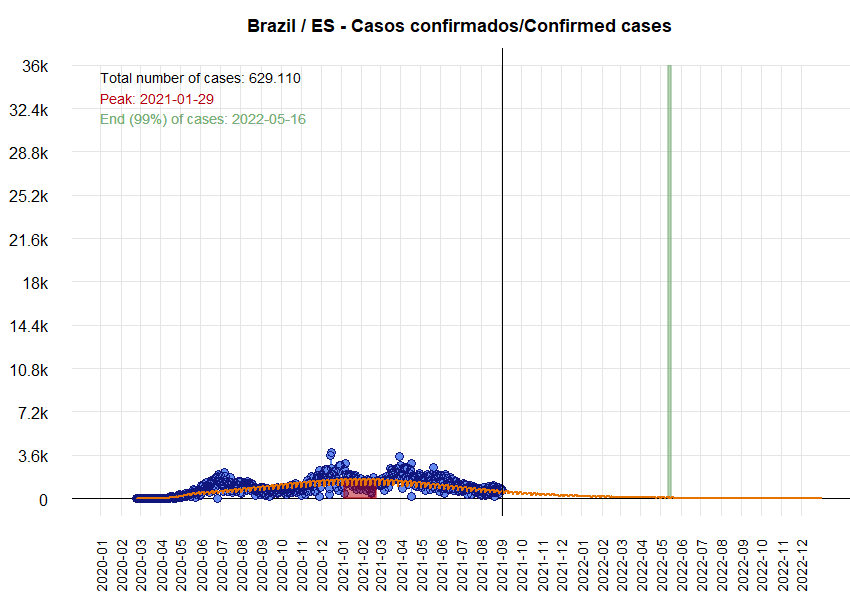 Brazil / ES - Casos confirmados/Confirmed cases
36k
Total number of cases: 629.110
Peak: 2021-01-29
End (99%) of cases: 2022-05-16
32.4k
28.8k
25.2k
21.6k
18k
14.4k
10.8k
7.2k
3.6k
0
2020-01
2020-02
2020-03
2020-04
2020-05
2020-06
2020-07
2020-08
2020-09
2020-10
2020-11
2020-12
2021-01
2021-02
2021-03
2021-04
2021-05
2021-06
2021-07
2021-08
2021-09
2021-10
2021-11
2021-12
2022-01
2022-02
2022-03
2022-04
2022-05
2022-06
2022-07
2022-08
2022-09
2022-10
2022-11
2022-12